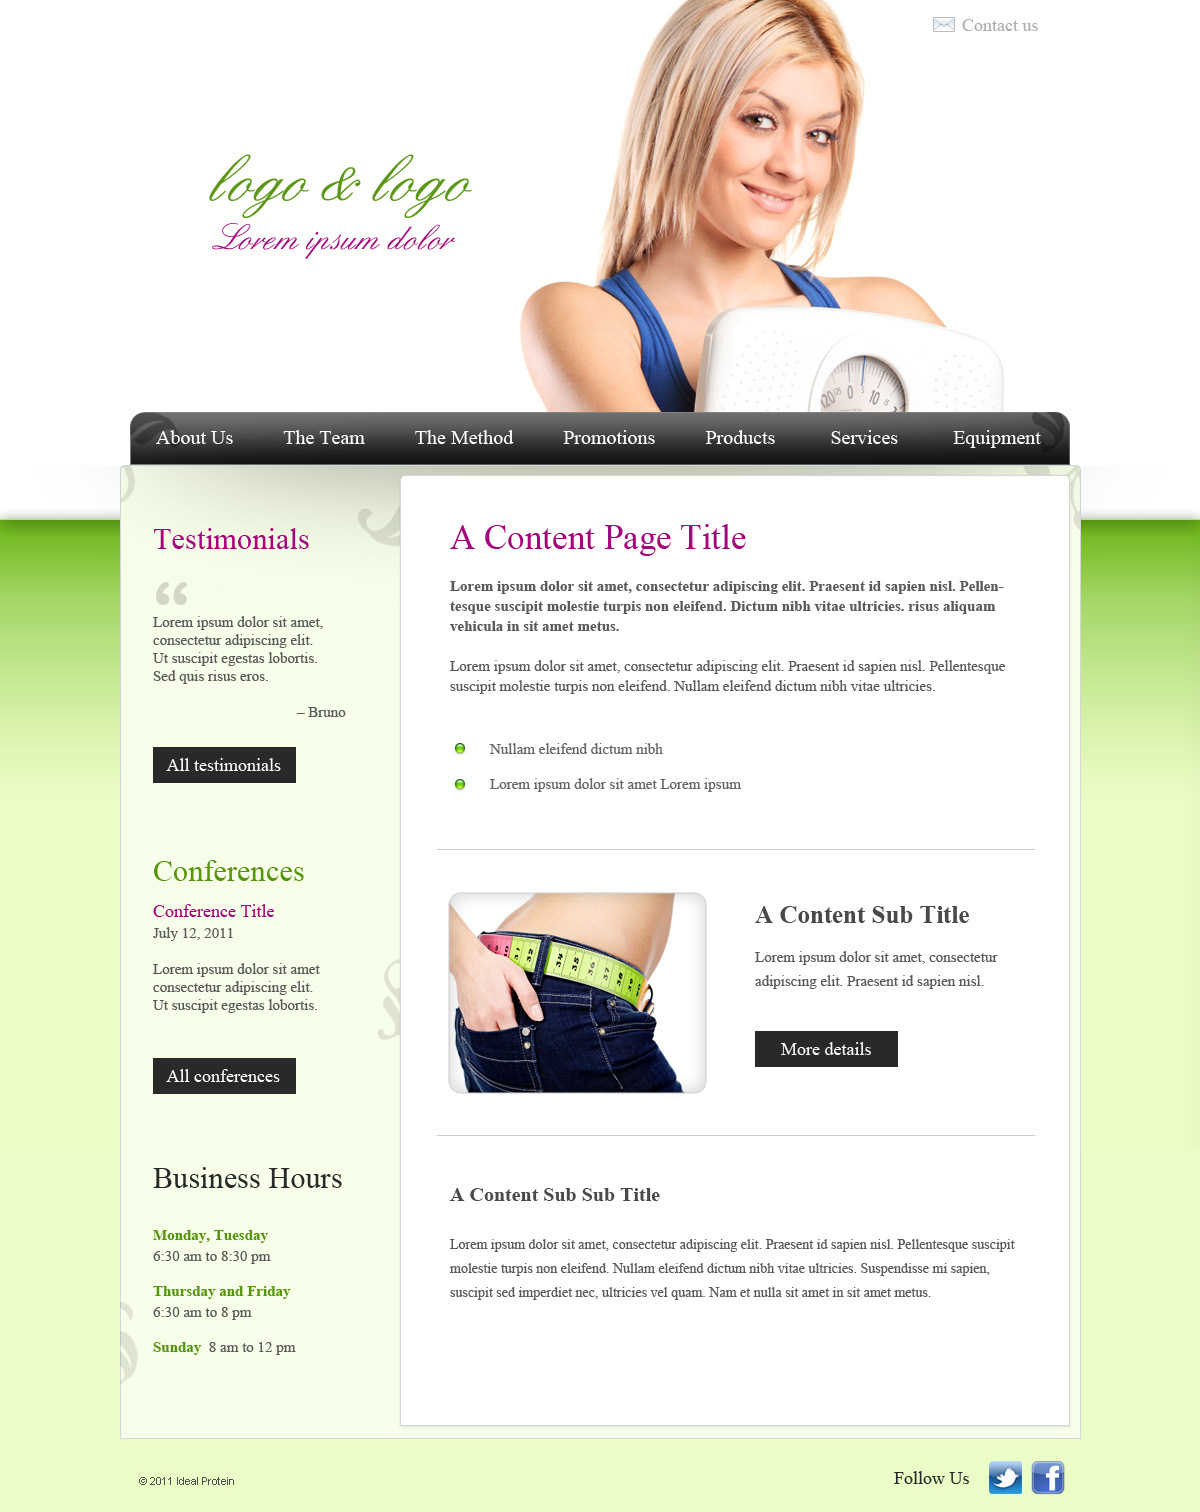 Contact us
logo & logo
Lorem ipsum dolor
About Us The Team The Method Promotions Products Services Equipment
Testimonials
“
Lorem ipsum dolor sit amet,
consectetur adipiscing elit.
Ut suscipit egestas lobortis.
Sed quis risus eros.
– Bruno
All testimonials
Conferences
Conference Title
July 12, 2011
Lorem ipsum dolor sit amet
consectetur adipiscing elit.
Ut suscipit egestas lobortis.
All conferences
Business Hours
Monday, Tuesday
6:30 am to 8:30 pm
Thursday and Friday
6:30 am to 8 pm
Sunday 8 am to 12 pm
A Content Page Title
Lorem ipsum dolor sit amet, consectetur adipiscing elit. Praesent id sapien nisl. Pellen-
tesque suscipit molestie turpis non eleifend. Dictum nibh vitae ultricies. risus aliquam
vehicula in sit amet metus.
Lorem ipsum dolor sit amet, consectetur adipiscing elit. Praesent id sapien nisl. Pellentesque
suscipit molestie turpis non eleifend. Nullam eleifend dictum nibh vitae ultricies.
Nullam eleifend dictum nibh
Lorem ipsum dolor sit amet Lorem ipsum
A Content Sub Title
Lorem ipsum dolor sit amet, consectetur
adipiscing elit. Praesent id sapien nisl.
More details
A Content Sub Sub Title
Lorem ipsum dolor sit amet, consectetur adipiscing elit. Praesent id sapien nisl. Pellentesque suscipit
molestie turpis non eleifend. Nullam eleifend dictum nibh vitae ultricies. Suspendisse mi sapien,
suscipit sed imperdiet nec, ultricies vel quam. Nam et nulla sit amet in sit amet metus.
© 2011 Ideal Protein
Follow Us